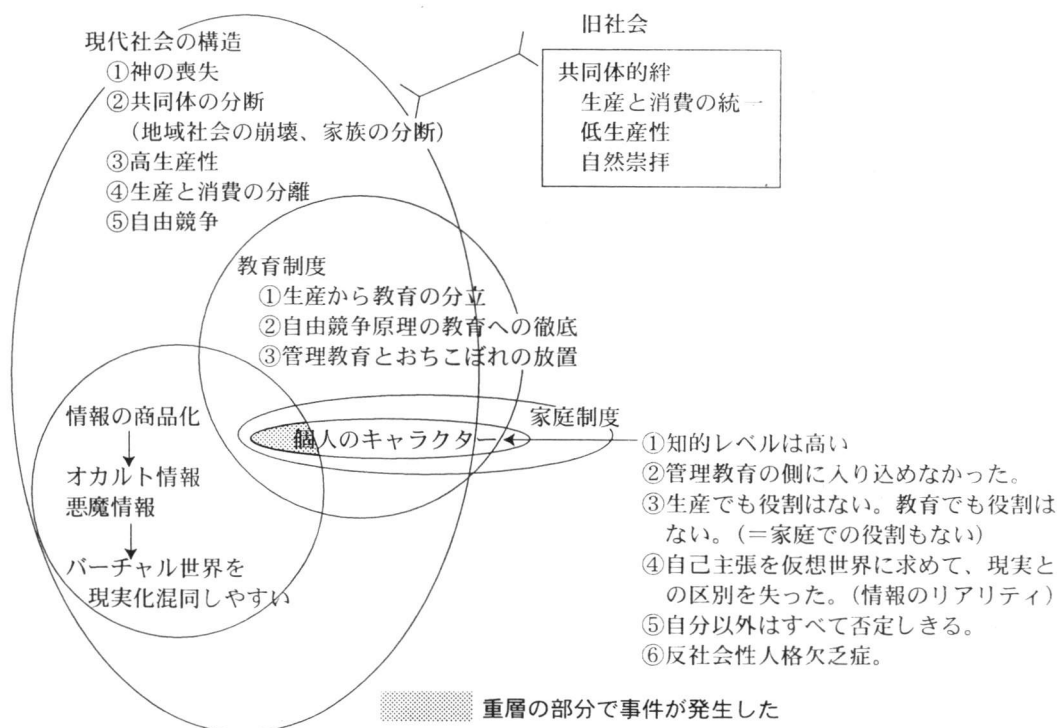 旧社会
共同体的絆
生産と消費の統一
低生産性
自然崇拝
現代社会の構造
①神の喪失
②共同体の分断
（地域社会の崩壊、家族の分断）
③高生産性
④生産と消費の分離
⑤自由競争
教育制度
①生産から教育の分立
②自由競争原理の教育への徹底
③管理教育とおちこぼれの放置
情報の商品化
オカルト情報
悪魔情報
バーチャル世界を
現実化混同しやすい
家庭制度
個人のキャラクター
①知的レベルは高い
②管理教育の側に入り込めなかった。
③生産でも役割はない。教育でも役割は
ない。（＝家庭での役割もない）
④自己主張を仮想世界に求めて、現実と
の区別を失った。（情報のリアリティ）
⑤自分以外はすべて否定しきる。
⑥反社会性人格欠乏症。
重層の部分で事件が発生した